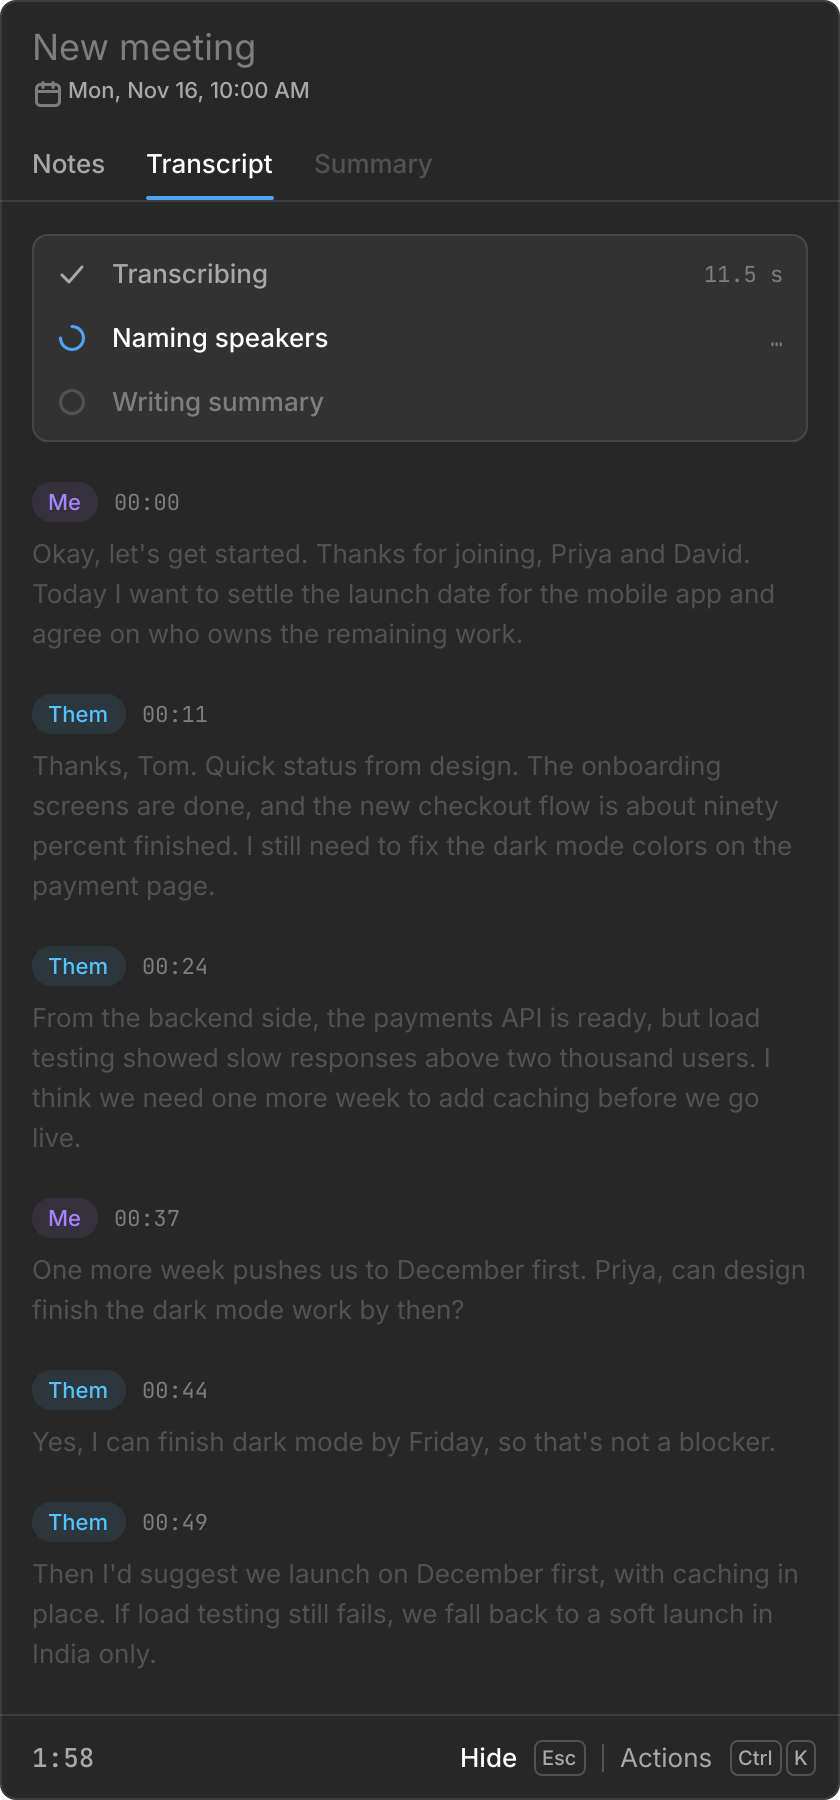 New meeting
Mon, Nov 16, 10:00 AM
Notes Transcript Summary
Transcribing 11.5 s
Naming speakers …
Writing summary
Me 00:00
Okay, let's get started. Thanks for joining, Priya and David.
Today I want to settle the launch date for the mobile app and
agree on who owns the remaining work.
Them 00:11
Thanks, Tom. Quick status from design. The onboarding
screens are done, and the new checkout flow is about ninety
percent finished. I still need to fix the dark mode colors on the
payment page.
Them 00:24
From the backend side, the payments API is ready, but load
testing showed slow responses above two thousand users. I
think we need one more week to add caching before we go
live.
Me 00:37
One more week pushes us to December first. Priya, can design
finish the dark mode work by then?
Them 00:44
Yes, I can finish dark mode by Friday, so that's not a blocker.
Them 00:49
Then I'd suggest we launch on December first, with caching in
place. If load testing still fails, we fall back to a soft launch in
India only.
1:58 Hide Esc Actions Ctrl K